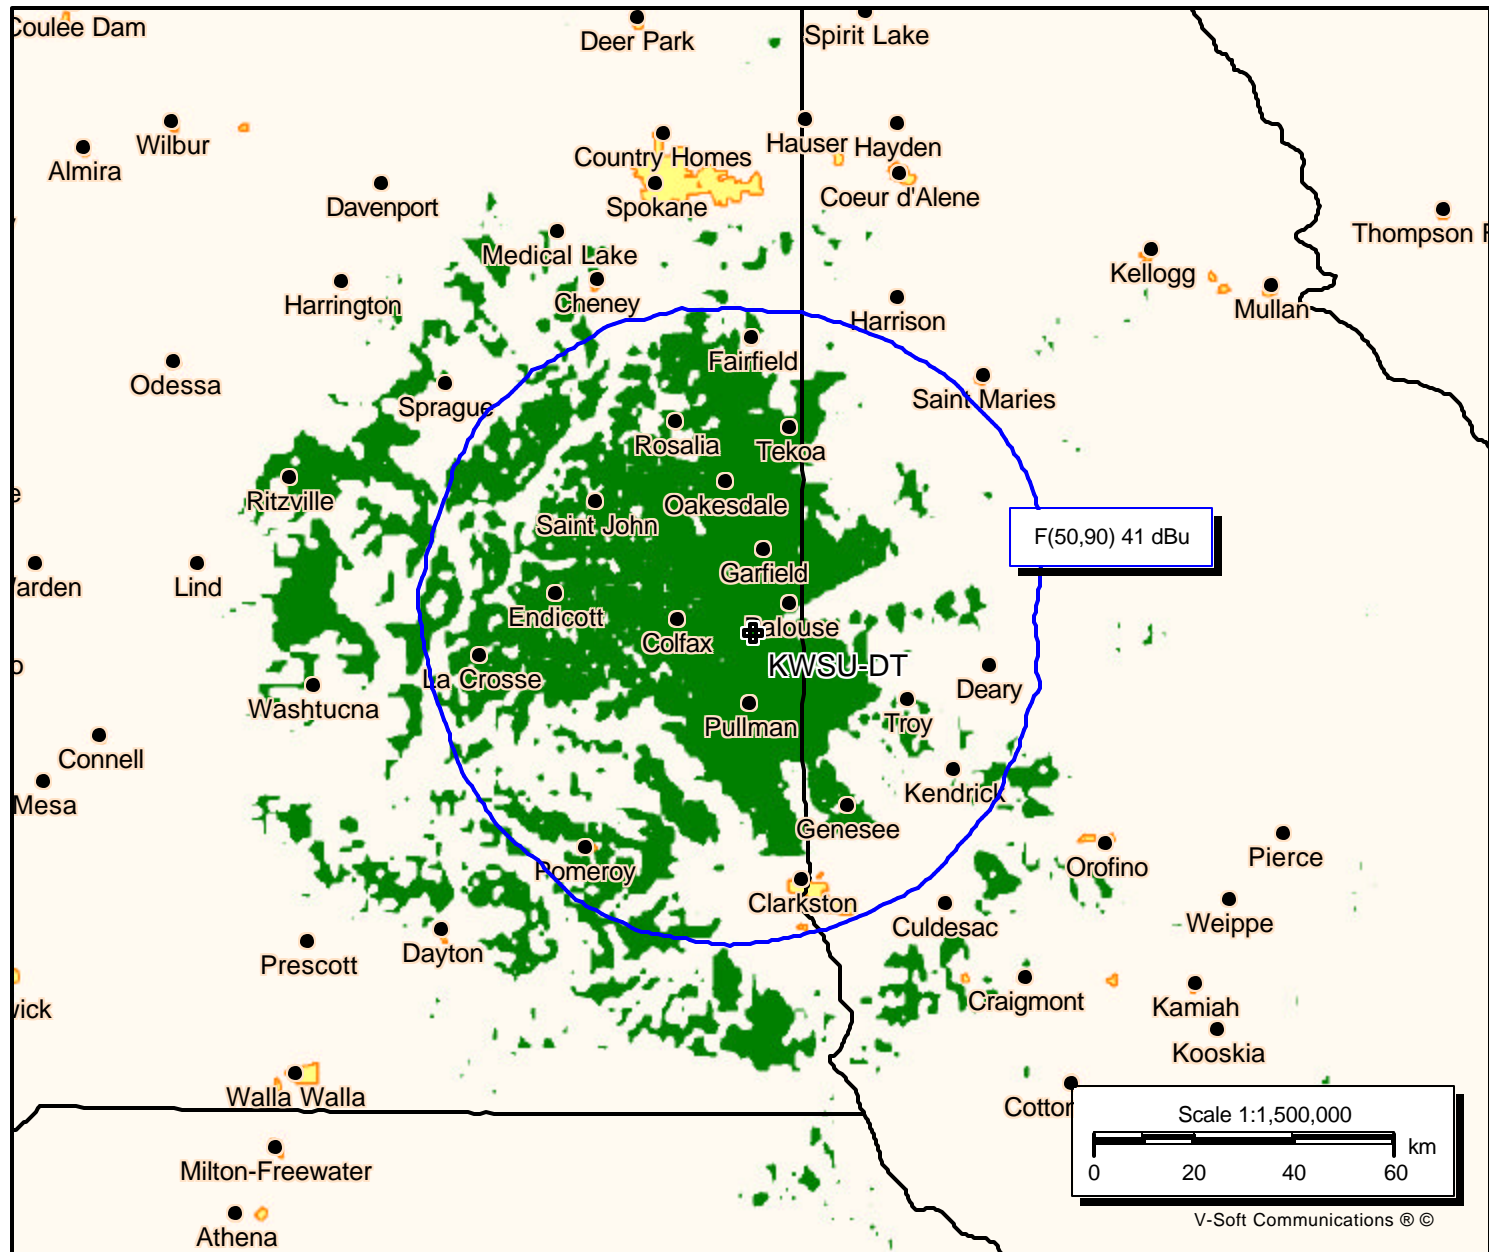 Coulee Dam
Deer Park
Spirit Lake
Wilbur
Almira
Country Homes
Hauser
Hayden
Davenport
Spokane
Coeur d'Alene
Thompson
Medical Lake
Kellogg
Harrington
Cheney
Harrison
Mullan
Odessa
Fairfield
Sprague
Saint Maries
Rosalia
Tekoa
Ritzville
Oakesdale
Saint John
F(50,90) 41 dBu
Garfield
arden
Lind
Endicott
Palouse
Colfax
KWSU-DT
La Crosse
Deary
Washtucna
Pullman
Troy
Connell
Mesa
Kendrick
Genesee
Pomeroy
Orofino
Pierce
Clarkston
Culdesac
Weippe
Prescott
Dayton
Craigmont
Kamiah
wick
Kooskia
Walla Walla
Cottor
Scale 1:1,500,000
km
0 20 40 60
Milton-Freewater
V-Soft Communications ® ©
Athena